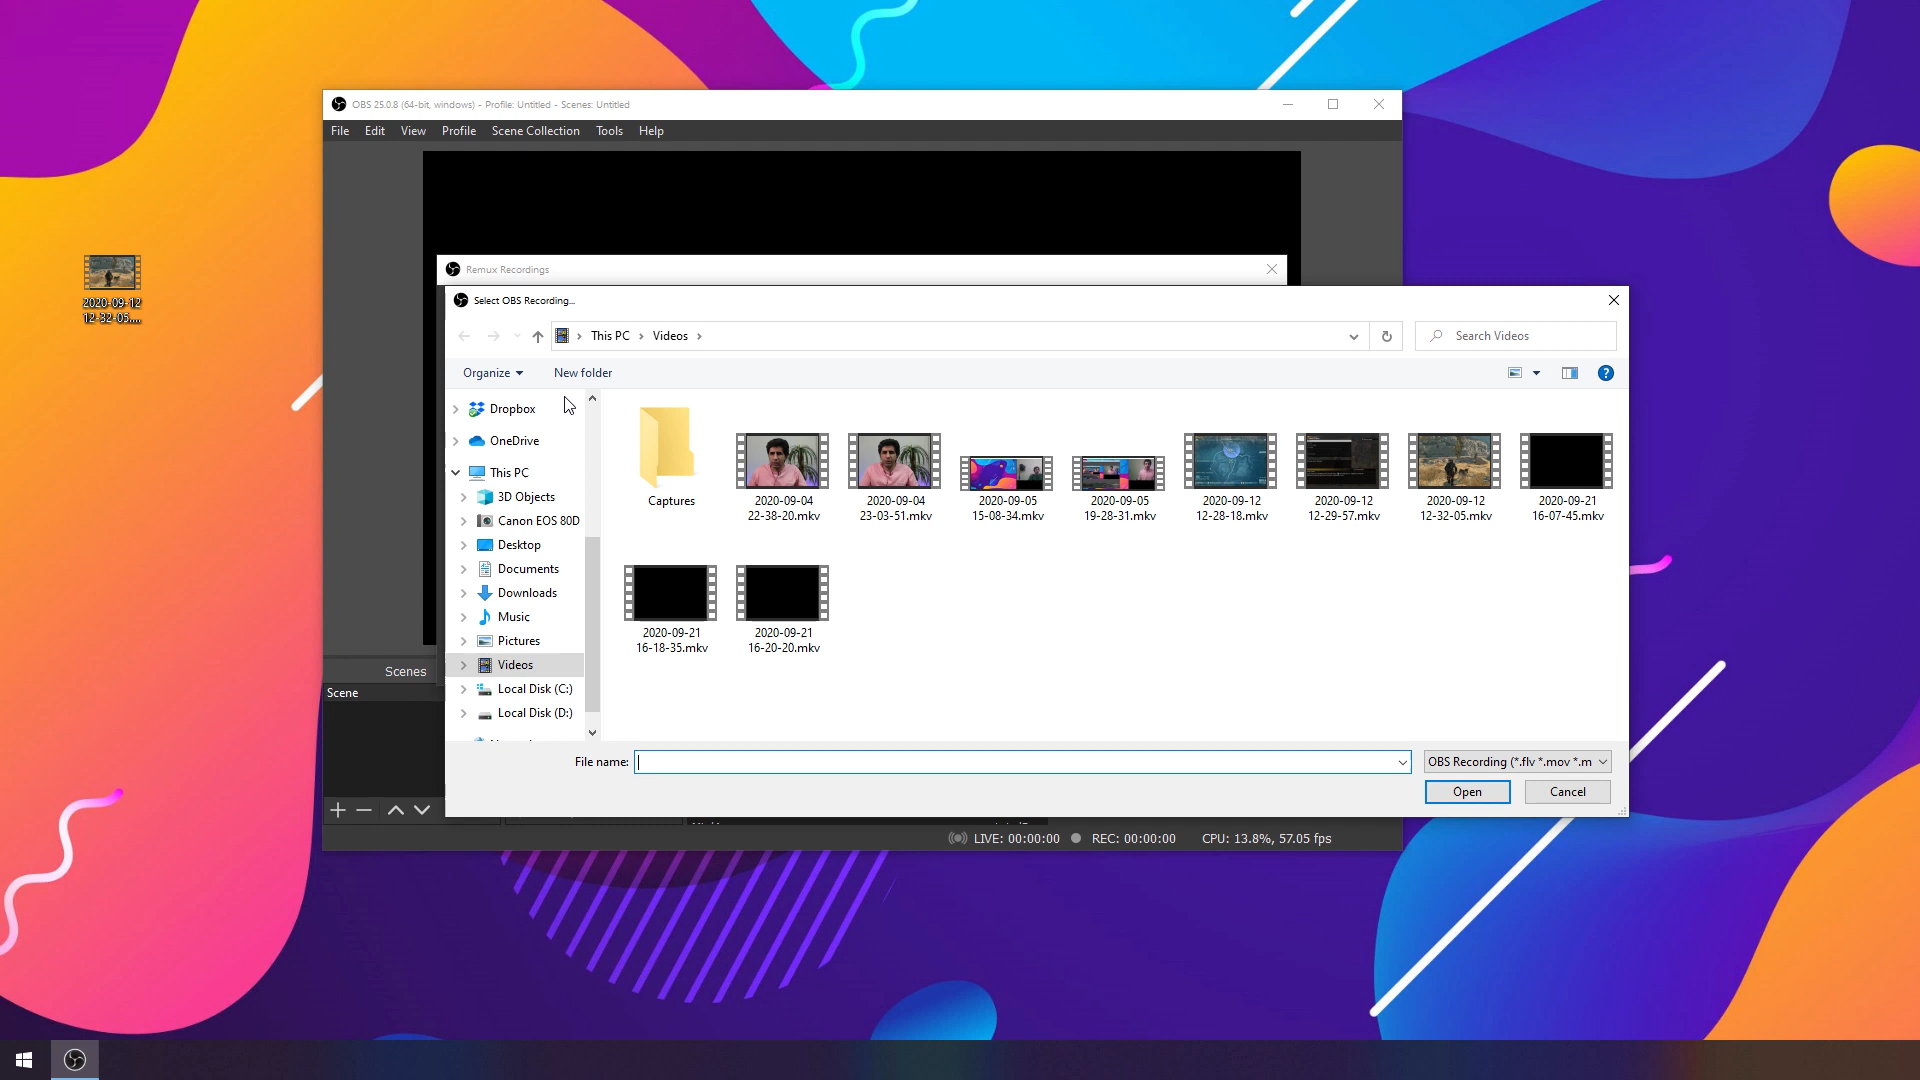 OBS 25.0.8 (64-bit, windows) - Profile: Untitled - Scenes: Untitled
File Edit View Profile Scene Collection Tools Help
2020-09-12
12-32-05....
Remux Recordings
Select OBS Recording...
This PC > Videos >
Search Videos
Organize
New folder
Dropbox
OneDrive
This PC
3D Objects
Canon EOS 80D
Desktop
Documents
Downloads
Music
Pictures
Videos
Local Disk (C:)
Local Disk (D:)
Captures
2020-09-04
22-38-20.mkv
2020-09-04
23-03-51.mkv
2020-09-05
15-08-34.mkv
2020-09-05
19-28-31.mkv
2020-09-12
12-28-18.mkv
2020-09-12
12-29-57.mkv
2020-09-12
12-32-05.mkv
2020-09-21
16-07-45.mkv
2020-09-21
16-18-35.mkv
2020-09-21
16-20-20.mkv
Scenes
Scene
File name:
OBS Recording (*.flv *.mov *.m
Open
Cancel
LIVE: 00:00:00
REC: 00:00:00
CPU: 13.8%, 57.05 fps